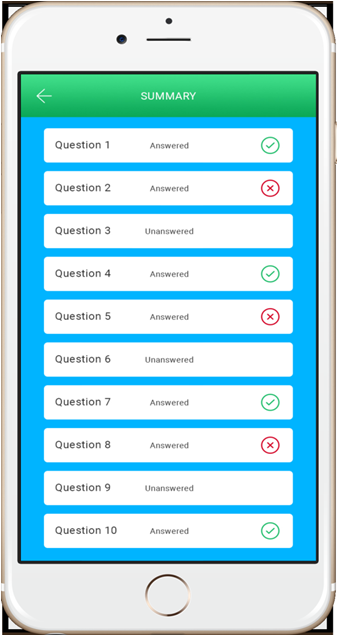 SUMMARY
Question 1 Answered
Question 2 Answered
Question 3 Unanswered
Question 4 Answered
Question 5 Answered
Question 6 Unanswered
Question 7 Answered
Question 8 Answered
Question 9 Unanswered
Question 10 Answered